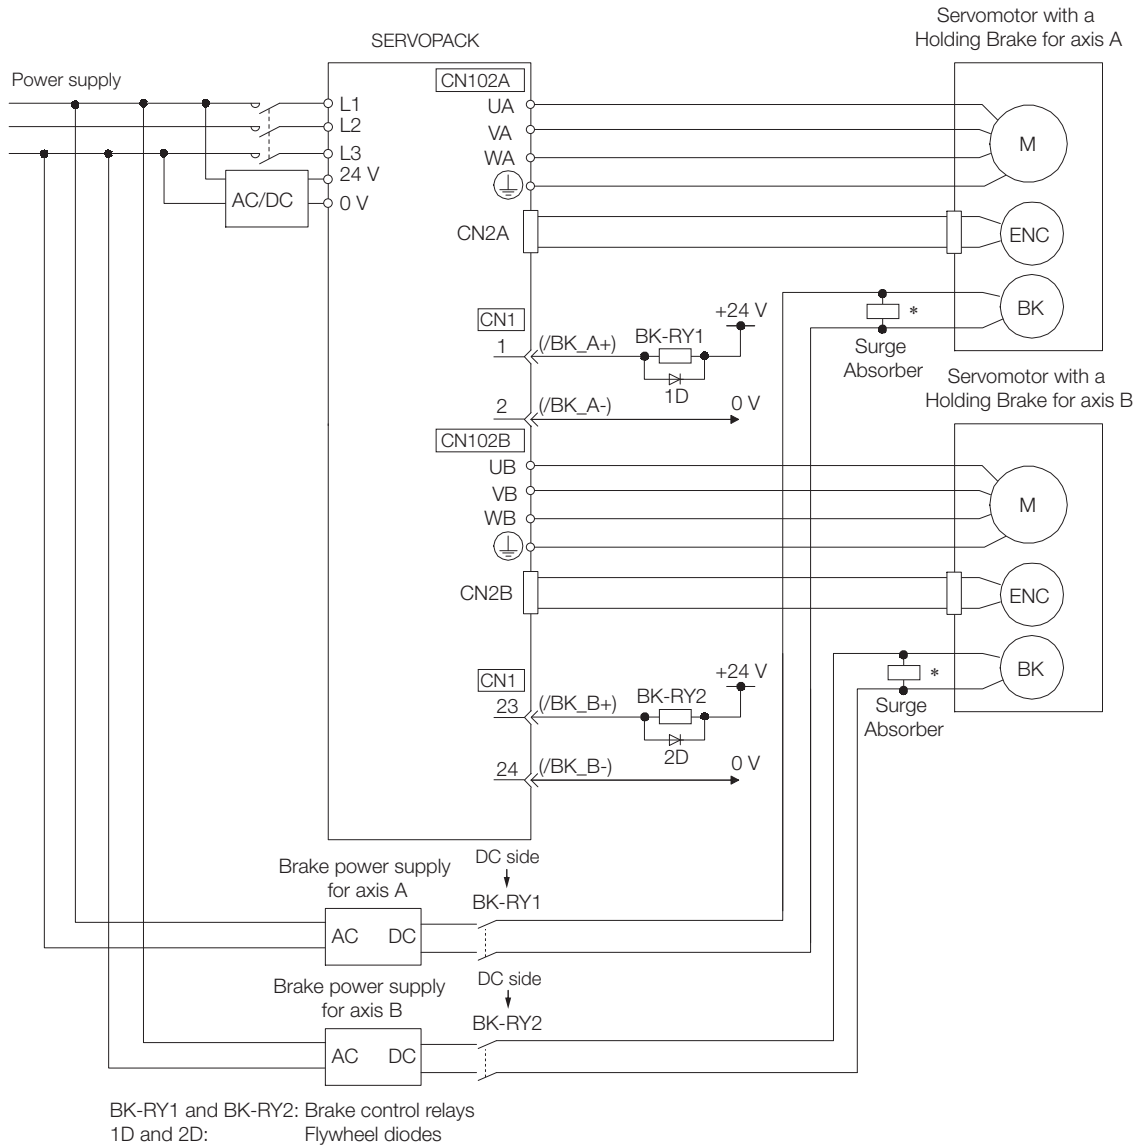 Servomotor with a
Holding Brake for axis A
SERVOPACK
Power supply
CN102A
L1
UA
L2
VA
M
L3
WA
24 V
AC/DC
0 V
CN2A
ENC
CN1
+24 V
BK
*
BK-RY1
1
(/BK_A+)
Surge
Absorber
1D
Servomotor with a
Holding Brake for axis B
2
(/BK_A-)
0 V
CN102B
UB
VB
M
WB
CN2B
ENC
CN1
+24 V
BK
*
BK-RY2
23
(/BK_B+)
Surge
Absorber
2D
24
(/BK_B-)
0 V
Brake power supply
for axis A
DC side
BK-RY1
AC DC
Brake power supply
for axis B
DC side
BK-RY2
AC DC
BK-RY1 and BK-RY2: Brake control relays
1D and 2D: Flywheel diodes